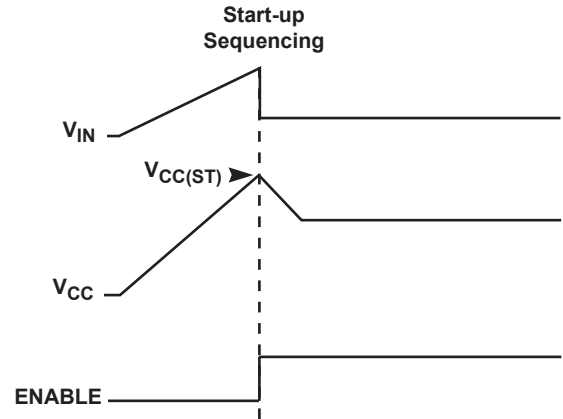 Start-up
Sequencing
VIN
VCC(ST)
VCC
ENABLE